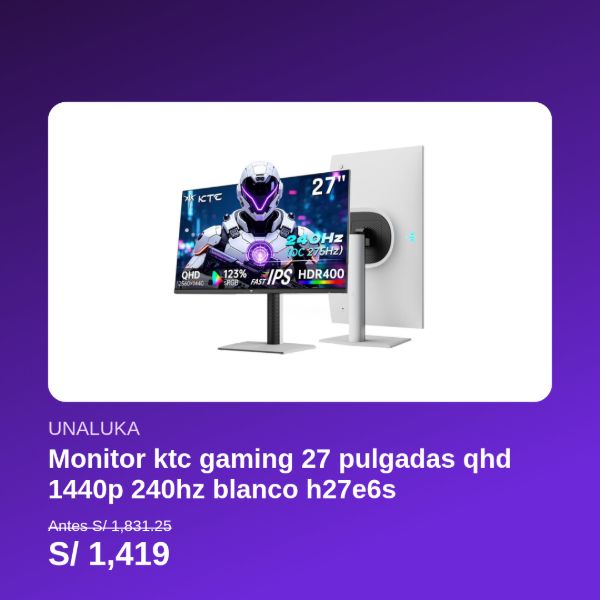 KTC
27"
240Hz
(OC 275Hz)
QHD
2560×1440
123%
sRGB
FAST IPS
HDR400
UNALUKA
Monitor ktc gaming 27 pulgadas qhd
1440p 240hz blanco h27e6s
Antes S/ 1,831.25
S/ 1,419